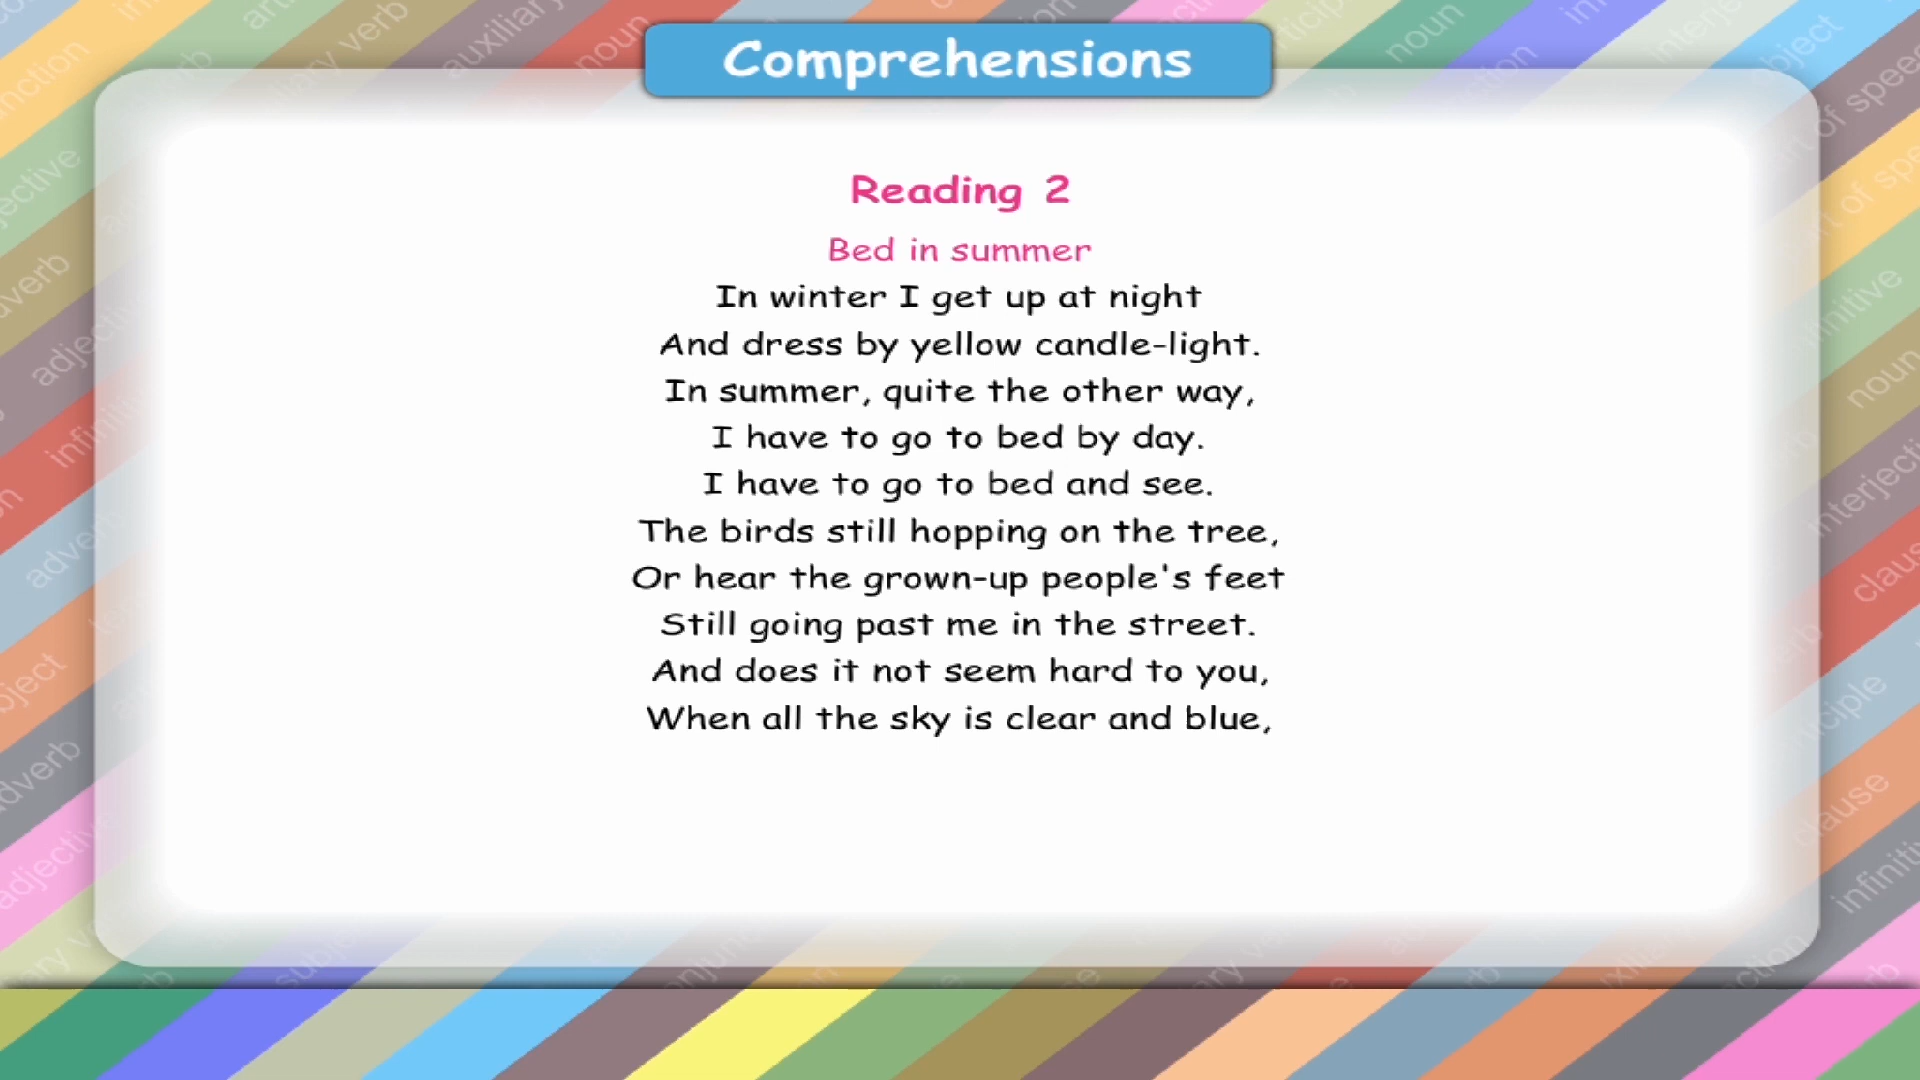 Comprehensions
Reading 2
Bed in summer
In winter I get up at night
And dress by yellow candle-light.
In summer, quite the other way,
I have to go to bed by day.
I have to go to bed and see.
The birds still hopping on the tree,
Or hear the grown-up people's feet
Still going past me in the street.
And does it not seem hard to you,
When all the sky is clear and blue,